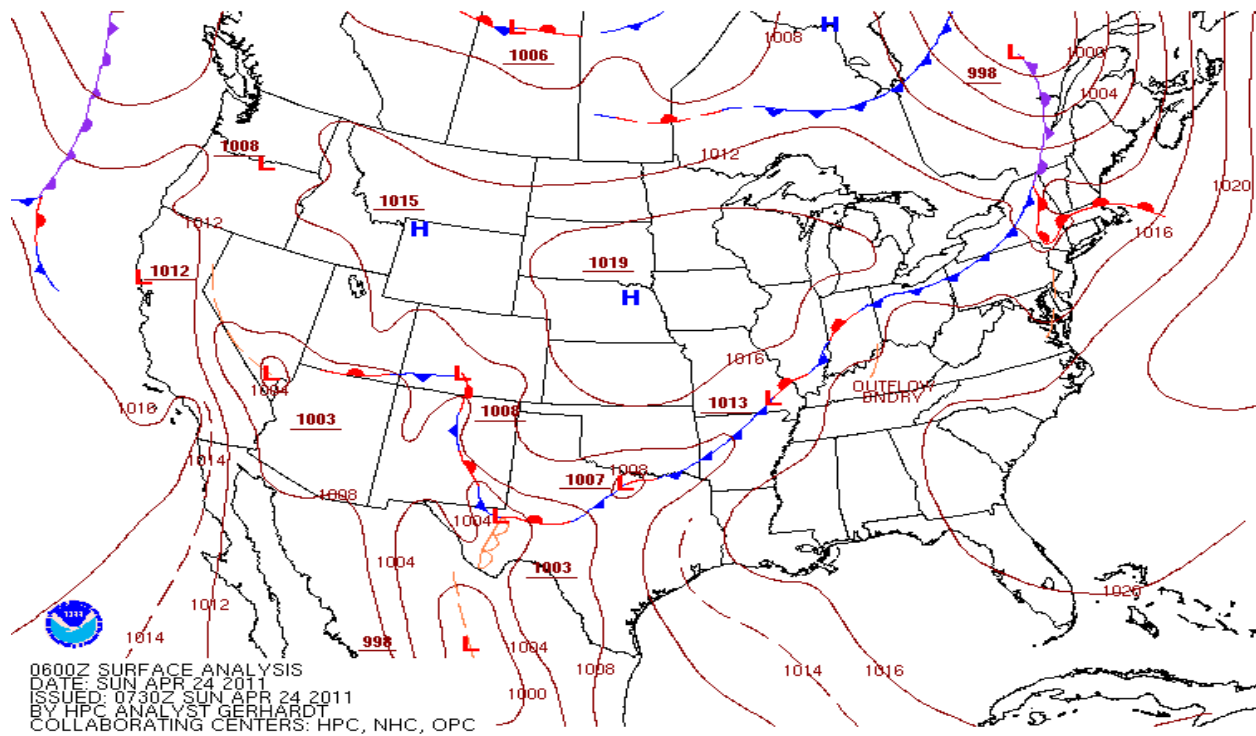 L
H
1008
1006
L
1000
998
1004
1008
L
1012
1020
1015
H
1012
1016
1012
L
1019
H
1016
L
L
1004
OUTFLOW
BNDRY
1013
L
1016
1003
1008
1014
1008
1007
L
1008
1004
L
1004
1003
1020
1012
1014
998
L
1004
1008
1014
1016
1000
0600Z SURFACE ANALYSIS
DATE: SUN APR 24 2011
ISSUED: 0730Z SUN APR 24 2011
BY HPC ANALYST GERHARDT
COLLABORATING CENTERS: HPC, NHC, OPC